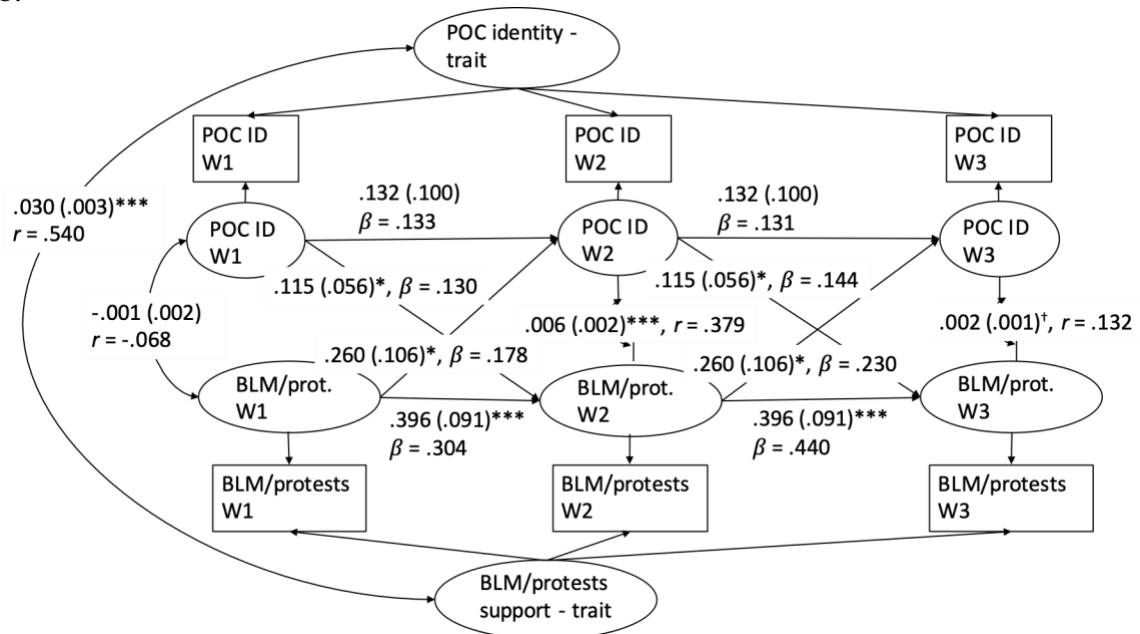 POC identity -
trait
POC ID
W1
POC ID
W2
POC ID
W3
.030 (.003)***
r = .540
.132 (.100)
β = .133
.132 (.100)
β = .131
POC ID
W1
POC ID
W2
POC ID
W3
.115 (.056)*, β = .130
.115 (.056)*, β = .144
-.001 (.002)
r = -.068
.006 (.002)***, r = .379
.002 (.001)†, r = .132
.260 (.106)*, β = .178
.260 (.106)*, β = .230
BLM/prot.
W1
BLM/prot.
W2
BLM/prot.
W3
.396 (.091)***
β = .304
.396 (.091)***
β = .440
BLM/protests
W1
BLM/protests
W2
BLM/protests
W3
BLM/protests
support - trait